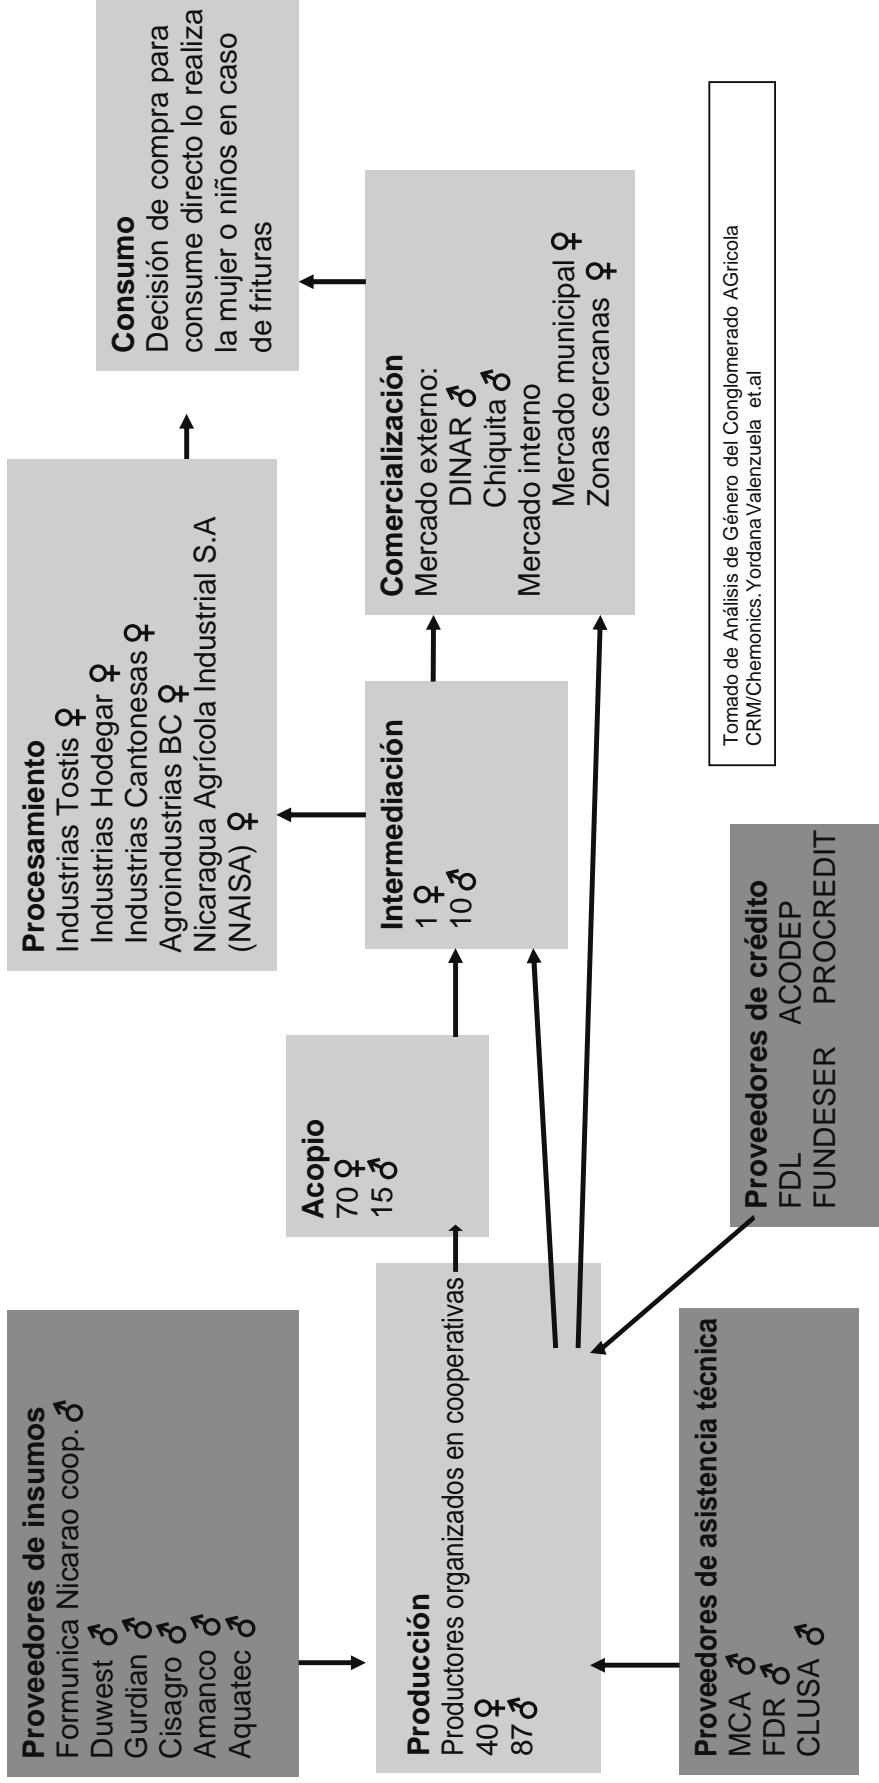 Proveedores de insumos
Formunica Nicarao coop. ♂
Duwest ♂
Gurdian ♂
Cisagro ♂
Amanco ♂
Aquatec ♂
Producción
Productores organizados en cooperativas
40 ♀
87 ♂
Proveedores de asistencia técnica
MCA ♂
FDR ♂
CLUSA ♂
Acopio
70 ♀
15 ♂
Proveedores de crédito
FDL ACODEP
FUNDESER PROCREDIT
Procesamiento
Industrias Tostis ♀
Industrias Hodegar ♀
Industrias Cantonesas ♀
Agroindustrias BC ♀
Nicaragua Agrícola Industrial S.A
(NAISA) ♀
Intermediación
1 ♀
10 ♂
Consumo
Decisión de compra para
consume directo lo realiza
la mujer o niños en caso
de frituras
Comercialización
Mercado externo:
DINAR ♂
Chiquita ♂
Mercado interno
Mercado municipal ♀
Zonas cercanas ♀
Tomado de Análisis de Género del Conglomerado AGricola
CRM/Chemonics.Yordana Valenzuela et.al